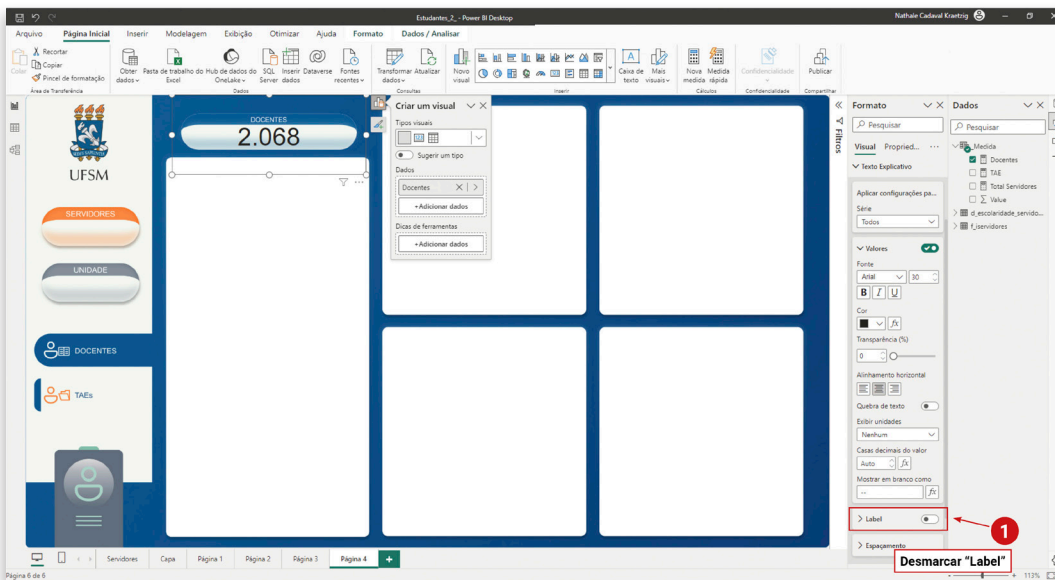 Estudantes_2_ - Power BI Desktop
Nathaie Cadaval Kraetzig
Arquivo Página Inicial Inserir Modelagem Exibição Otimizar Ajuda Formato Dados / Analisar
Colar
Recortar
Copiar
Pincel de formatação
Área de Transferência
Obter dados
Pasta de trabalho do Excel
Hub de dados do OneLake
SQL Server
Inserir dados
Dataverse
Fontes recentes
Dados
Transformar dados
Atualizar
Consultas
Novo visual
Caixa de texto
Mais visuais
Inserir
Nova medida
Medida rápida
Cálculos
Confidencialidade
Confidencialidade
Publicar
Compartilhar
UFSM
SERVIDORES
UNIDADE
DOCENTES
TAEs
DOCENTES
2.068
Criar um visual
Tipos visuais
Sugerir um tipo
Dados
Docentes
+Adicionar dados
Dicas de ferramentas
+Adicionar dados
Filtros
Formato
Pesquisar
Visual Propried... ...
Texto Explicativo
Aplicar configurações pa...
Série
Todos
Valores
Fonte
Arial 30
B I U
Cor
fx
Transparência (%)
0
Alinhamento horizontal
Quebra de texto
Exibir unidades
Nenhum
Casas decimais do valor
Auto fx
Mostrar em branco como
-- fx
Label
Espaçamento
1
Desmarcar “Label”
Dados
Pesquisar
_Medida
Docentes
TAE
Total Servidores
Σ Value
d_escolaridade_servido...
f_iservidores
Servidores Capa Página 1 Página 2 Página 3 Página 4 +
Página 6 de 6
- + 113%